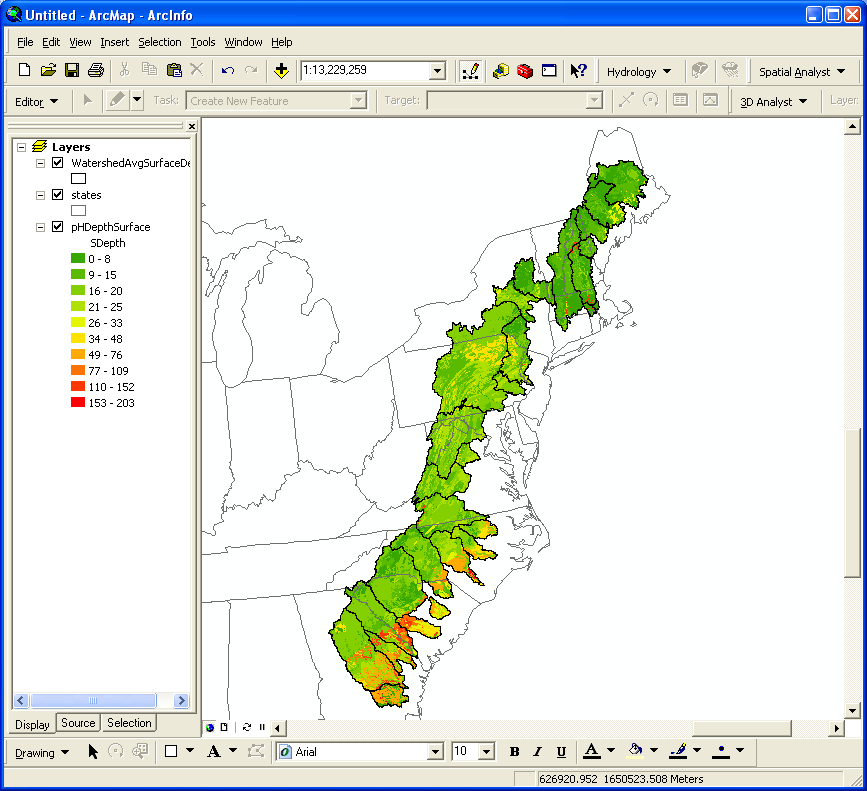 Untitled - ArcMap - ArcInfo
File Edit View Insert Selection Tools Window Help
1:13,229,259 Hydrology Spatial Analyst
Editor Task: Create New Feature Target: 3D Analyst Layer:
Layers
WatershedAvgSurfaceDe
states
pHDepthSurface
SDepth
0 - 8
9 - 15
16 - 20
21 - 25
26 - 33
34 - 48
49 - 76
77 - 109
110 - 152
153 - 203
Display Source Selection
Drawing A Arial 10 B I U A
626920.952 1650523.508 Meters